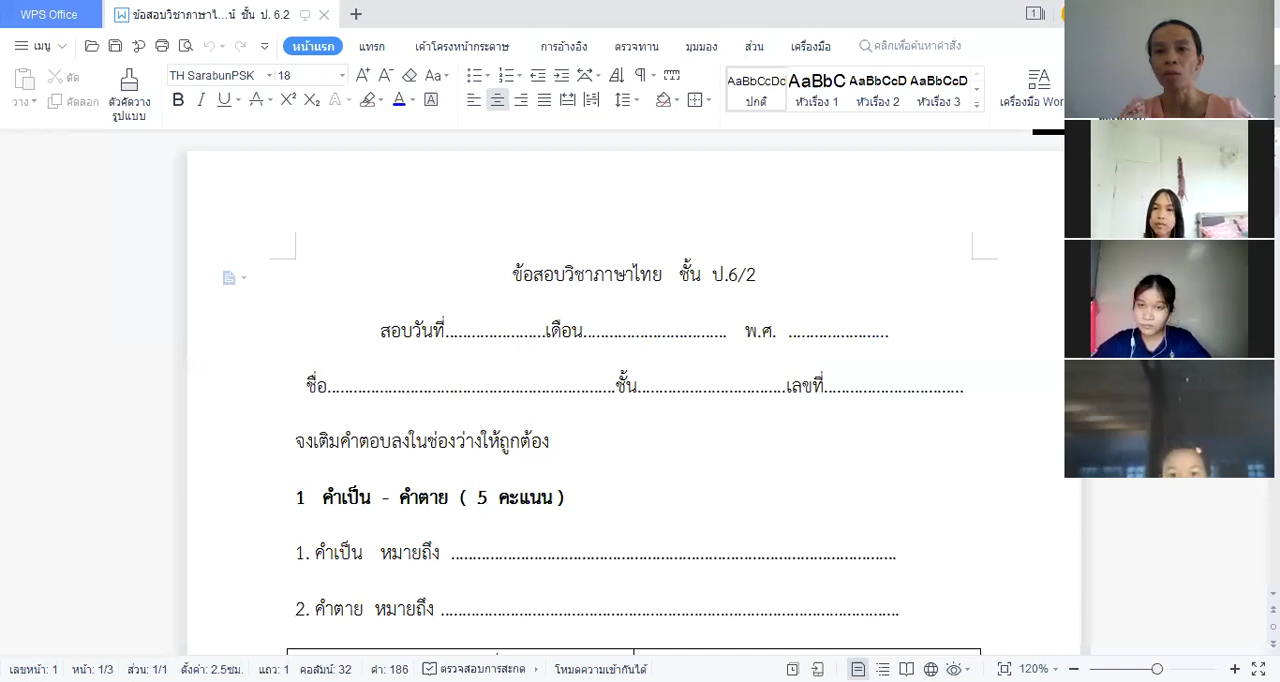 WPS Office
ข้อสอบวิชาภาษาไ...น์ ชั้น ป. 6.2
เมนู
หน้าแรก
แทรก
เค้าโครงหน้ากระดาษ
การอ้างอิง
ตรวจทาน
มุมมอง
ส่วน
เครื่องมือ
คลิกเพื่อค้นหาคำสั่ง
วาง
ตัด
คัดลอก
ตัวคัดวาง
รูปแบบ
TH SarabunPSK
18
AaBbCcDc
ปกติ
AaBbC
หัวเรื่อง 1
AaBbCcD
หัวเรื่อง 2
AaBbCcD
หัวเรื่อง 3
เครื่องมือ Wor
ข้อสอบวิชาภาษาไทย ชั้น ป.6/2
สอบวันที่.......................เดือน................................. พ.ศ. .......................
ชื่อ.................................................................ชั้น..................................เลขที่................................
จงเติมคำตอบลงในช่องว่างให้ถูกต้อง
1 คำเป็น - คำตาย ( 5 คะแนน )
1. คำเป็น หมายถึง ......................................................................................................
2. คำตาย หมายถึง .........................................................................................................
เลขหน้า: 1 หน้า: 1/3 ส่วน: 1/1 ตั้งค่า: 2.5ซม. แถว: 1 คอลัมน์: 32 คำ: 186 ตรวจสอบการสะกด โหมดความเข้ากันได้ 120%